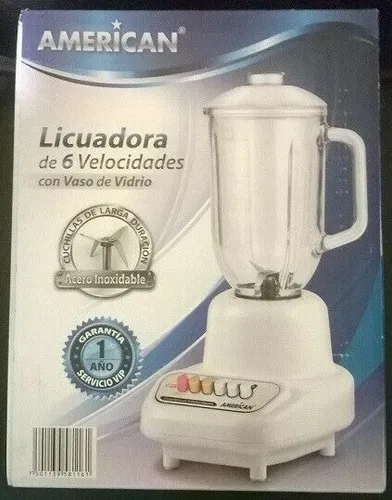 AMERICAN®
Licuadora
de 6 Velocidades
con Vaso de Vidrio
CUCHILLAS DE LARGA DURACIÓN
Acero Inoxidable
GARANTÍA
1
AÑO
SERVICIO VIP
AMERICAN